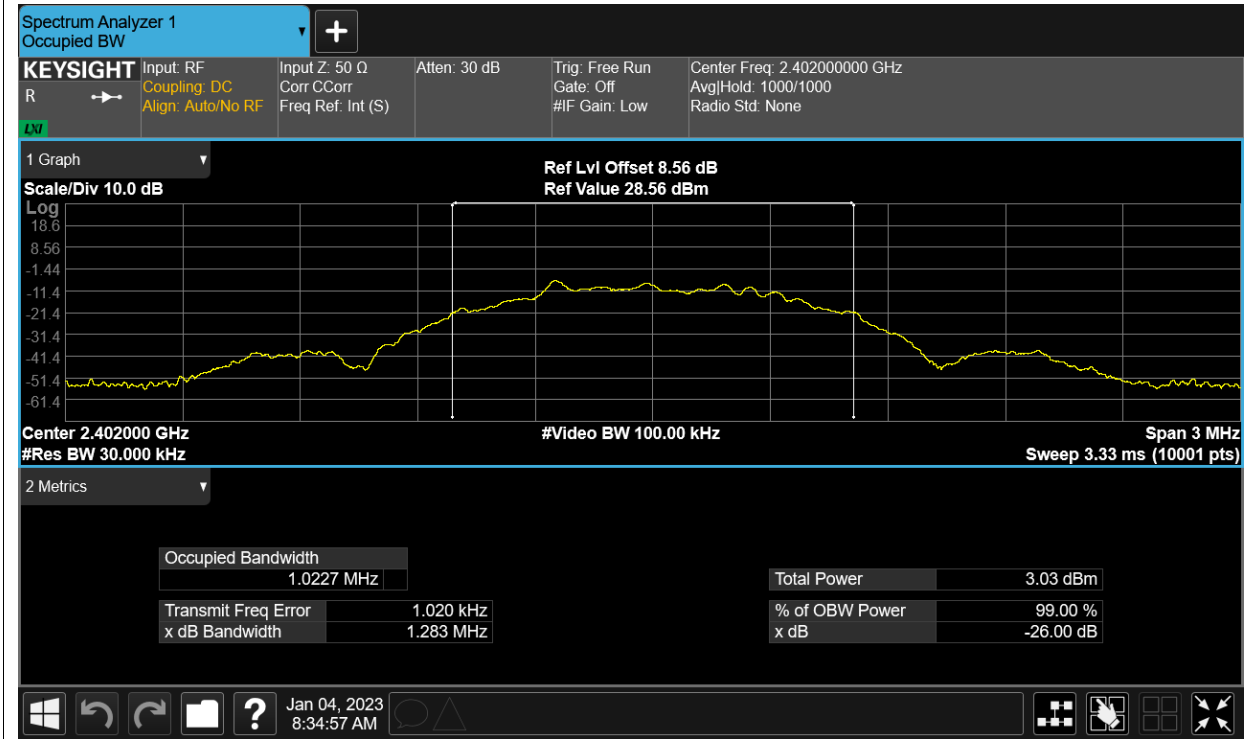 Spectrum Analyzer 1
Occupied BW
KEYSIGHT
R
LXI
Input: RF
Coupling: DC
Align: Auto/No RF
Input Z: 50 Ω
Corr CCorr
Freq Ref: Int (S)
Atten: 30 dB
Trig: Free Run
Gate: Off
#IF Gain: Low
Center Freq: 2.402000000 GHz
Avg|Hold: 1000/1000
Radio Std: None
1 Graph
Scale/Div 10.0 dB
Ref Lvl Offset 8.56 dB
Ref Value 28.56 dBm
Log
18.6
8.56
-1.44
-11.4
-21.4
-31.4
-41.4
-51.4
-61.4
Center 2.402000 GHz
#Res BW 30.000 kHz
#Video BW 100.00 kHz
Span 3 MHz
Sweep 3.33 ms (10001 pts)
2 Metrics
Occupied Bandwidth
1.0227 MHz
Transmit Freq Error 1.020 kHz
x dB Bandwidth 1.283 MHz
Total Power 3.03 dBm
% of OBW Power 99.00 %
x dB -26.00 dB
?
Jan 04, 2023
8:34:57 AM